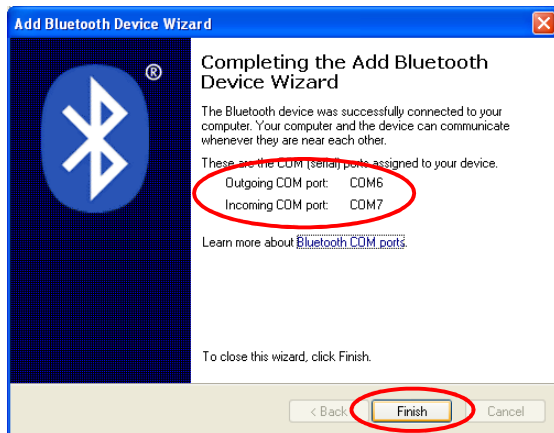 Add Bluetooth Device Wizard
®
Completing the Add Bluetooth
Device Wizard
The Bluetooth device was successfully connected to your
computer. Your computer and the device can communicate
whenever they are near each other.
These are the COM (serial) ports assigned to your device.
Outgoing COM port: COM6
Incoming COM port: COM7
Learn more about Bluetooth COM ports.
To close this wizard, click Finish.
< Back Finish Cancel